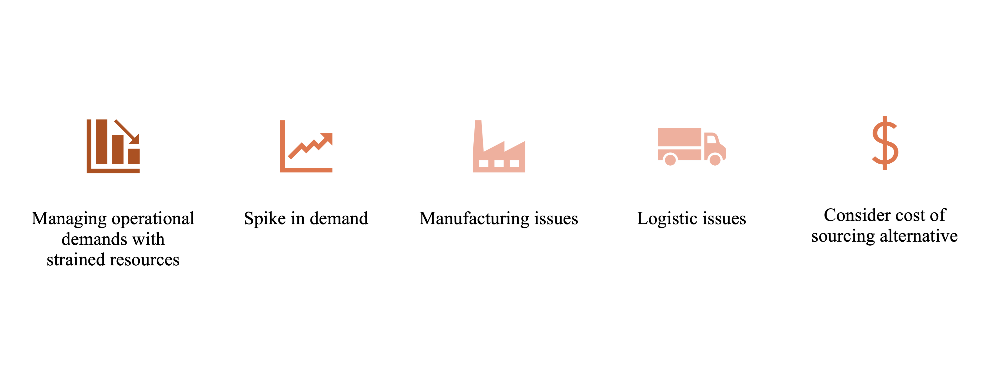 Managing operational
demands with
strained resources
Spike in demand
Manufacturing issues
Logistic issues
Consider cost of
sourcing alternative